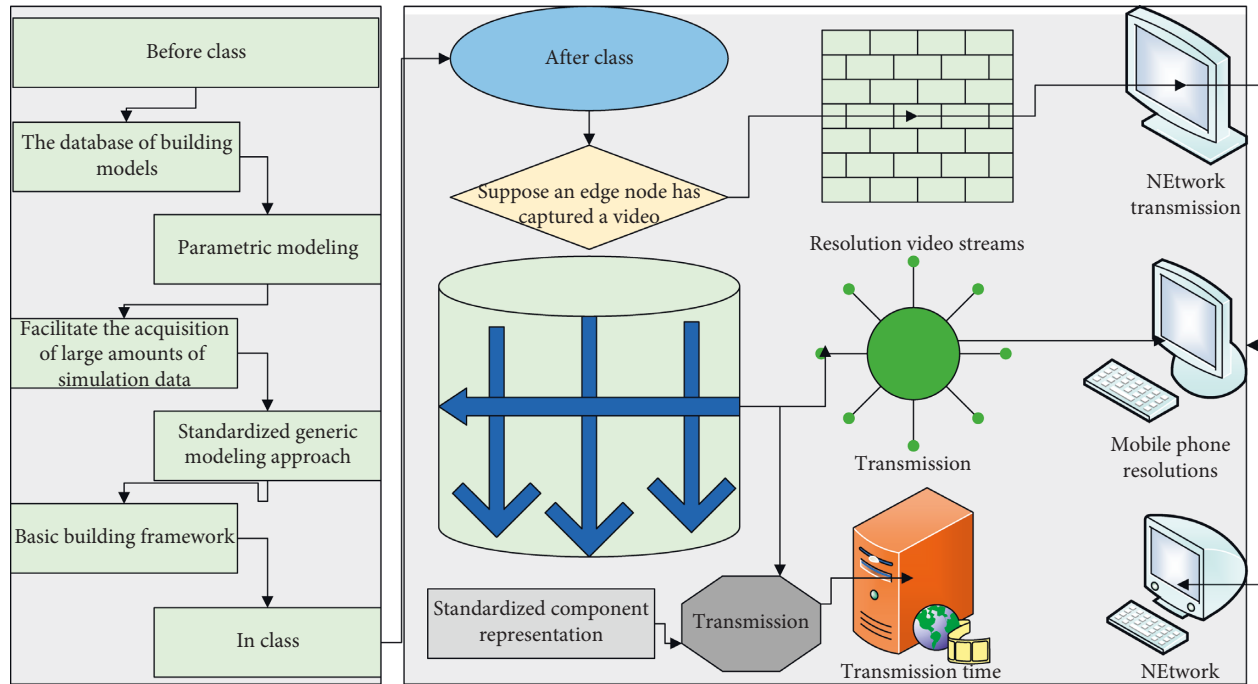 Before class
The database of building
models
Parametric modeling
Facilitate the acquisition
of large amounts of
simulation data
Standardized generic
modeling approach
Basic building framework
In class
After class
Suppose an edge node has
captured a video
Resolution video streams
NEtwork
transmission
Transmission
Mobile phone
resolutions
Standardized component
representation
Transmission
Transmission time
NEtwork